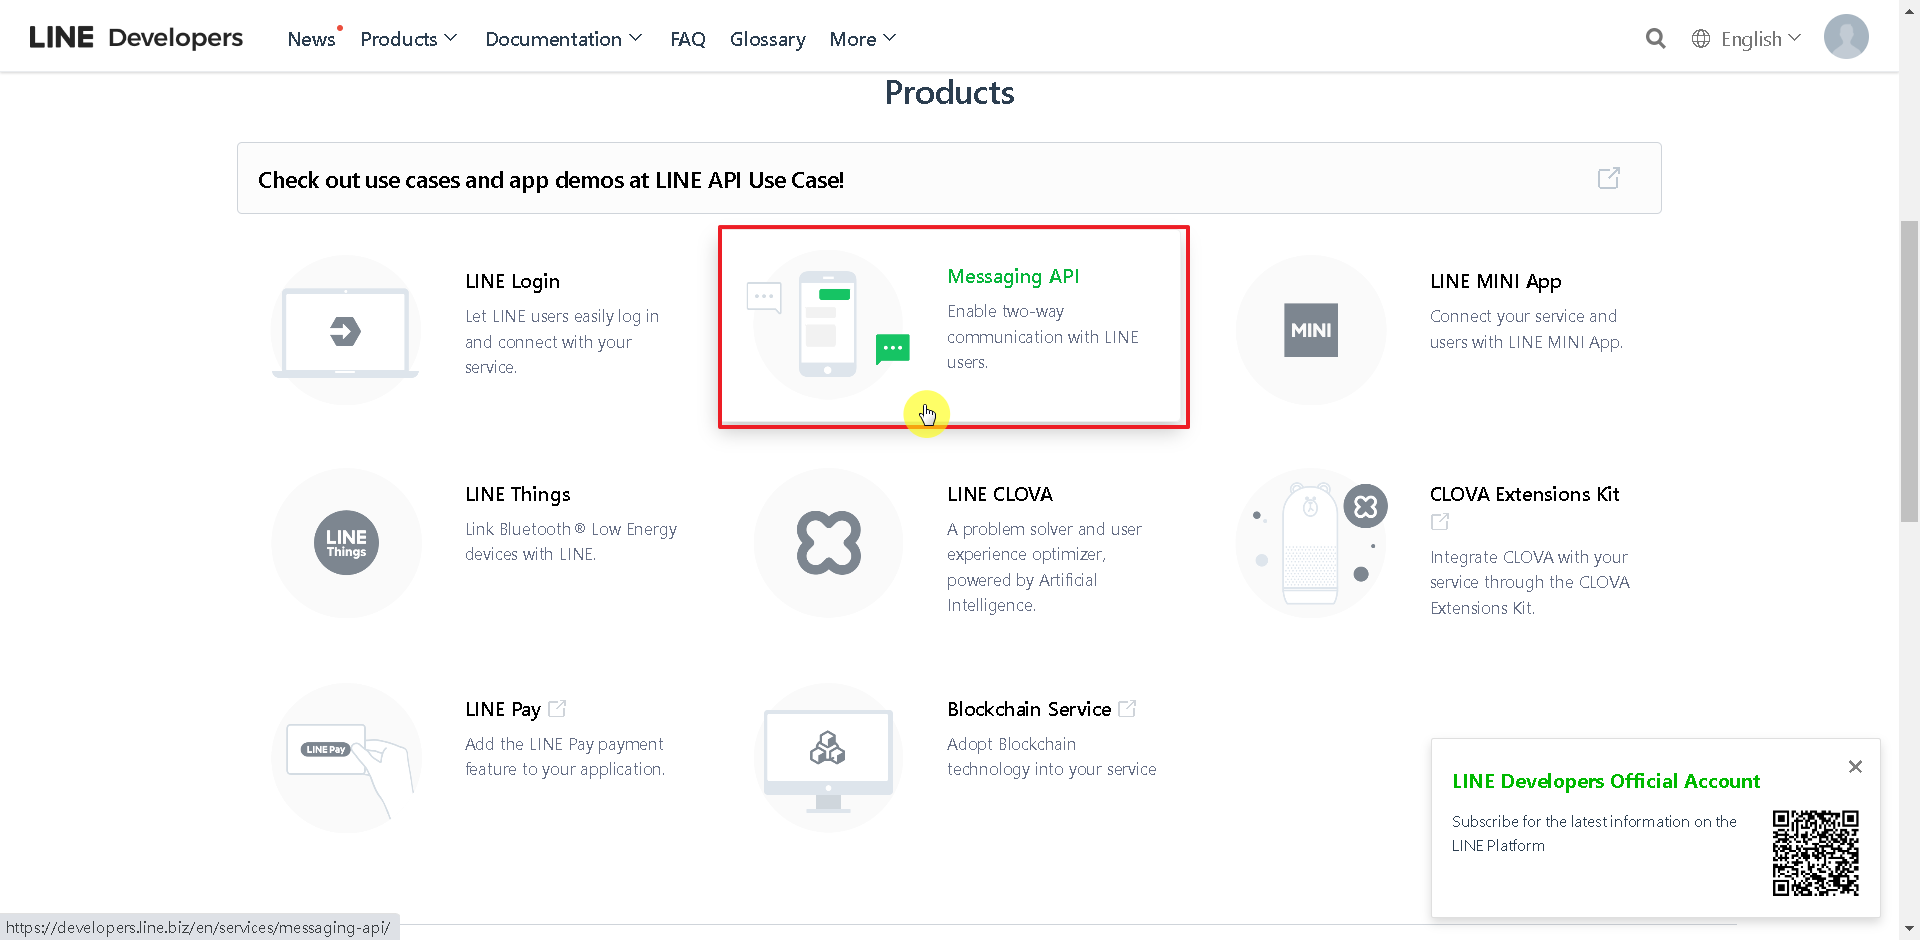 LINE Developers
News Products Documentation FAQ Glossary More English
Products
Check out use cases and app demos at LINE API Use Case!
LINE Login
Let LINE users easily log in
and connect with your
service.
Messaging API
Enable two-way
communication with LINE
users.
MINI
LINE MINI App
Connect your service and
users with LINE MINI App.
LINE
Things
LINE Things
Link Bluetooth® Low Energy
devices with LINE.
LINE CLOVA
A problem solver and user
experience optimizer,
powered by Artificial
Intelligence.
CLOVA Extensions Kit
Integrate CLOVA with your
service through the CLOVA
Extensions Kit.
LINE Pay
LINE Pay
Add the LINE Pay payment
feature to your application.
Blockchain Service
Adopt Blockchain
technology into your service
LINE Developers Official Account
Subscribe for the latest information on the
LINE Platform
https://developers.line.biz/en/services/messaging-api/